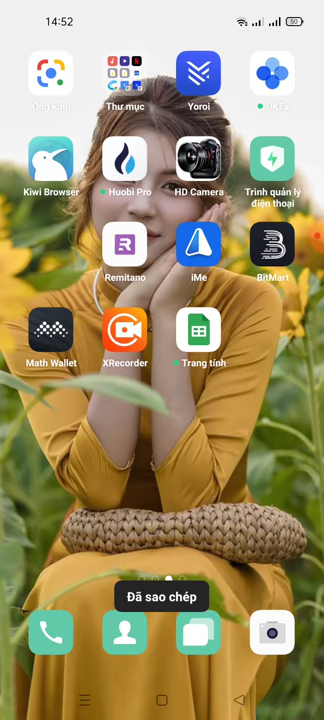 14:52
50
Ống kính
Thư mục
Yoroi
OKEx
Kiwi Browser
Huobi Pro
HD Camera
Trình quản lý
điện thoại
Remitano
iMe
BitMart
Math Wallet
XRecorder
Trang tính
Đã sao chép